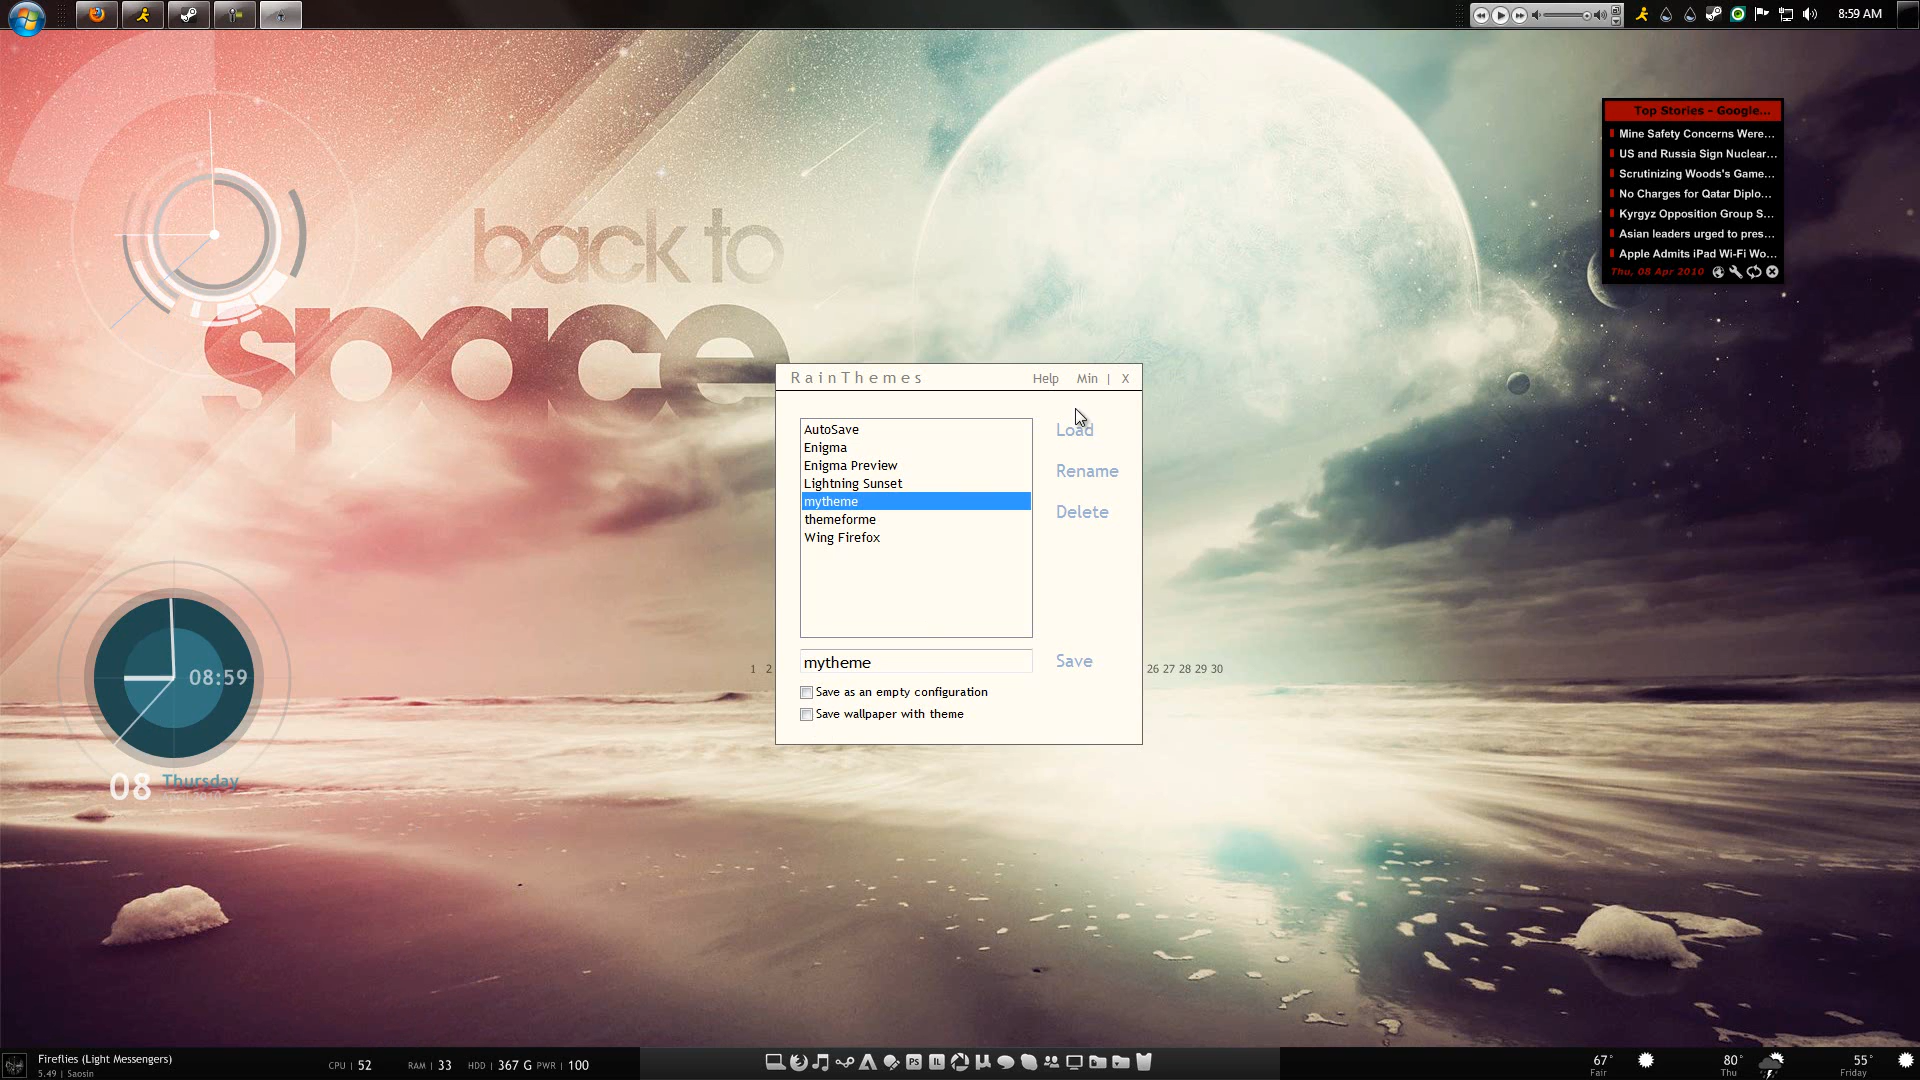 8:59 AM
back to
space
Top Stories - Google...
Mine Safety Concerns Were...
US and Russia Sign Nuclear...
Scrutinizing Woods's Game...
No Charges for Qatar Diplo...
Kyrgyz Opposition Group S...
Asian leaders urged to pres...
Apple Admits iPad Wi-Fi Wo...
Thu, 08 Apr 2010
RainThemes
Help Min | X
AutoSave
Enigma
Enigma Preview
Lightning Sunset
mytheme
themeforme
Wing Firefox
Load
Rename
Delete
mytheme
Save
Save as an empty configuration
Save wallpaper with theme
1 2
26 27 28 29 30
08:59
08 Thursday
Fireflies (Light Messengers)
5.49 | Saosin
CPU | 52 RAM | 33 HDD | 367 G PWR | 100
PS
IL
67°
Fair
80°
Thu
55°
Friday